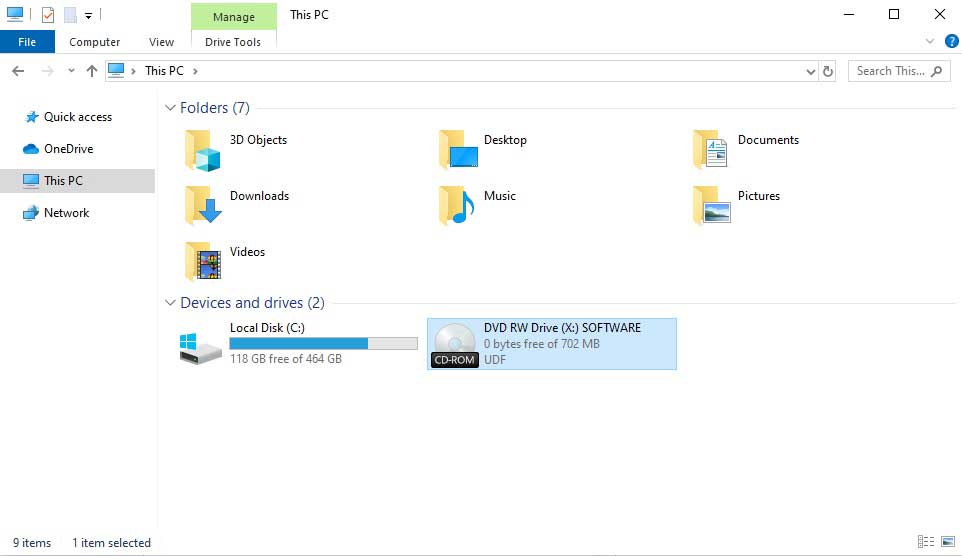 Manage
This PC
File
Computer
View
Drive Tools
This PC
Search This...
Quick access
OneDrive
This PC
Network
Folders (7)
3D Objects
Desktop
Documents
Downloads
Music
Pictures
Videos
Devices and drives (2)
Local Disk (C:)
118 GB free of 464 GB
DVD RW Drive (X:) SOFTWARE
0 bytes free of 702 MB
CD-ROM
UDF
9 items
1 item selected